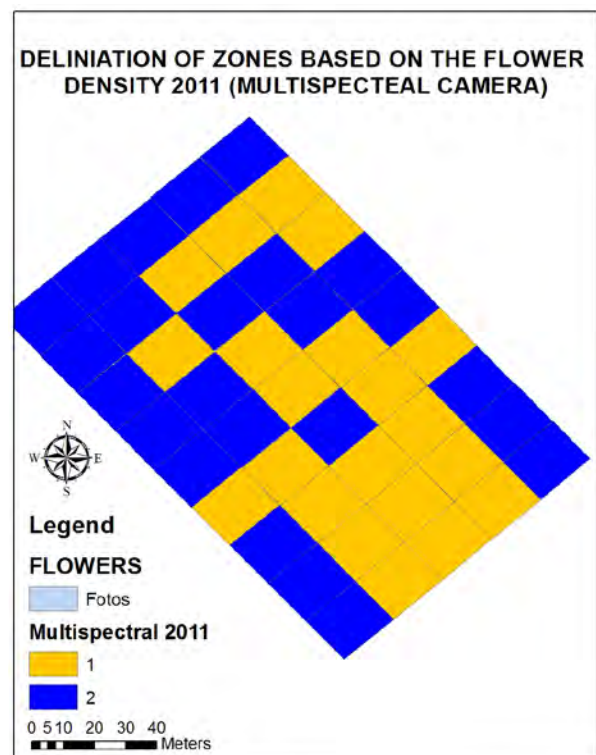 DELINIATION OF ZONES BASED ON THE FLOWER
DENSITY 2011 (MULTISPECTEAL CAMERA)
N
W E
S
Legend
FLOWERS
Fotos
Multispectral 2011
1
2
0 5 10 20 30 40
Meters